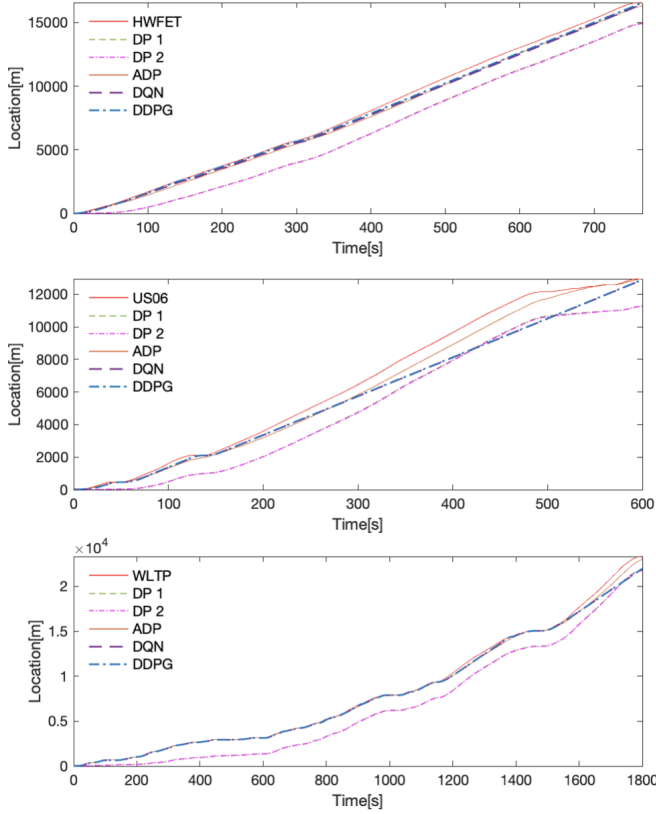 15000
10000
5000
0
Location[m]
HWFET
DP 1
DP 2
ADP
DQN
DDPG
0 100 200 300 400 500 600 700
Time[s]
12000
10000
8000
6000
4000
2000
0
Location[m]
US06
DP 1
DP 2
ADP
DQN
DDPG
0 100 200 300 400 500 600
Time[s]
×10⁴
2
1.5
1
0.5
0
Location[m]
WLTP
DP 1
DP 2
ADP
DQN
DDPG
0 200 400 600 800 1000 1200 1400 1600 1800
Time[s]